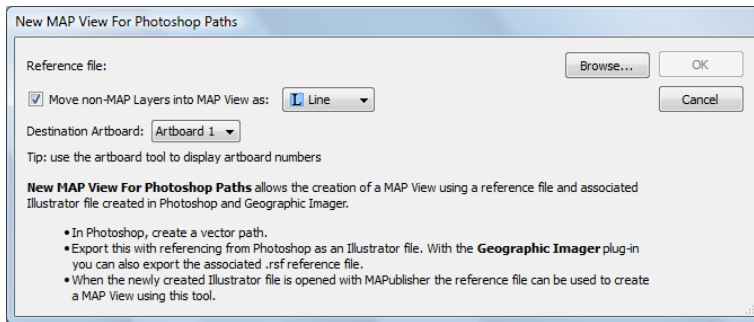 New MAP View For Photoshop Paths
Reference file:
Browse...
OK
Move non-MAP Layers into MAP View as:
L Line
Cancel
Destination Artboard:
Artboard 1
Tip: use the artboard tool to display artboard numbers
New MAP View For Photoshop Paths allows the creation of a MAP View using a reference file and associated
Illustrator file created in Photoshop and Geographic Imager.
• In Photoshop, create a vector path.
• Export this with referencing from Photoshop as an Illustrator file. With the Geographic Imager plug-in
you can also export the associated .rsf reference file.
• When the newly created Illustrator file is opened with MAPublisher the reference file can be used to create
a MAP View using this tool.